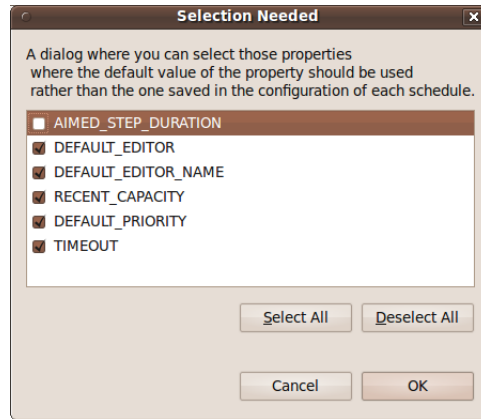 Selection Needed
A dialog where you can select those properties
where the default value of the property should be used
rather than the one saved in the configuration of each schedule.
AIMED_STEP_DURATION
DEFAULT_EDITOR
DEFAULT_EDITOR_NAME
RECENT_CAPACITY
DEFAULT_PRIORITY
TIMEOUT
Select All Deselect All
Cancel OK